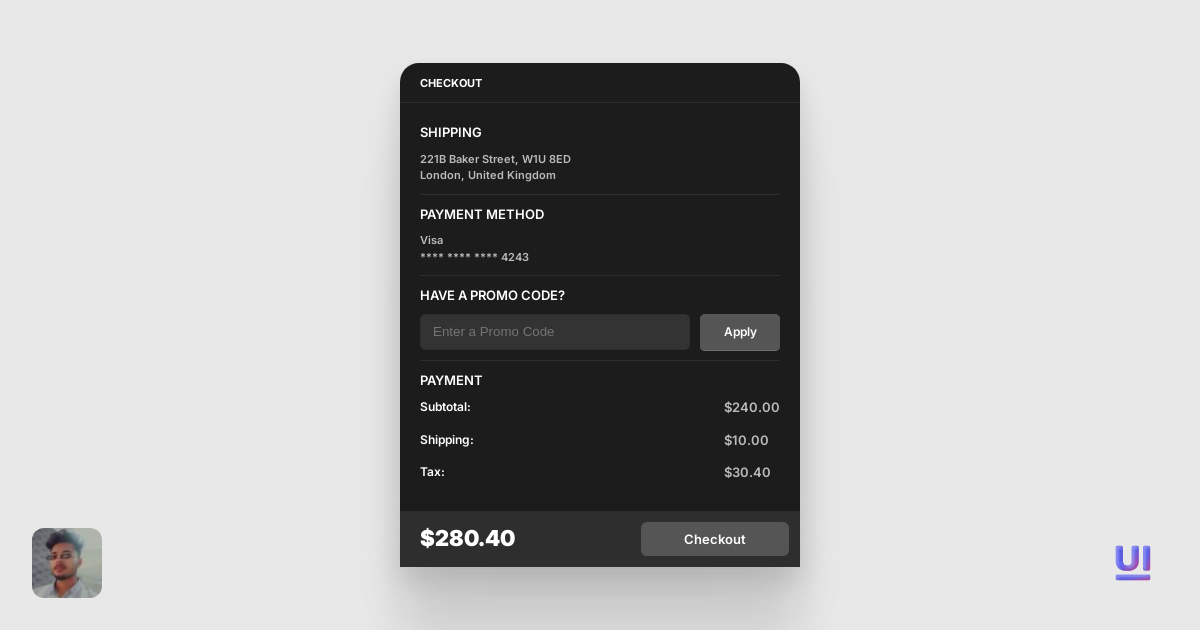 CHECKOUT
SHIPPING
221B Baker Street, W1U 8ED
London, United Kingdom
PAYMENT METHOD
Visa
**** **** **** 4243
HAVE A PROMO CODE?
Enter a Promo Code Apply
PAYMENT
Subtotal: $240.00
Shipping: $10.00
Tax: $30.40
$280.40 Checkout
UI